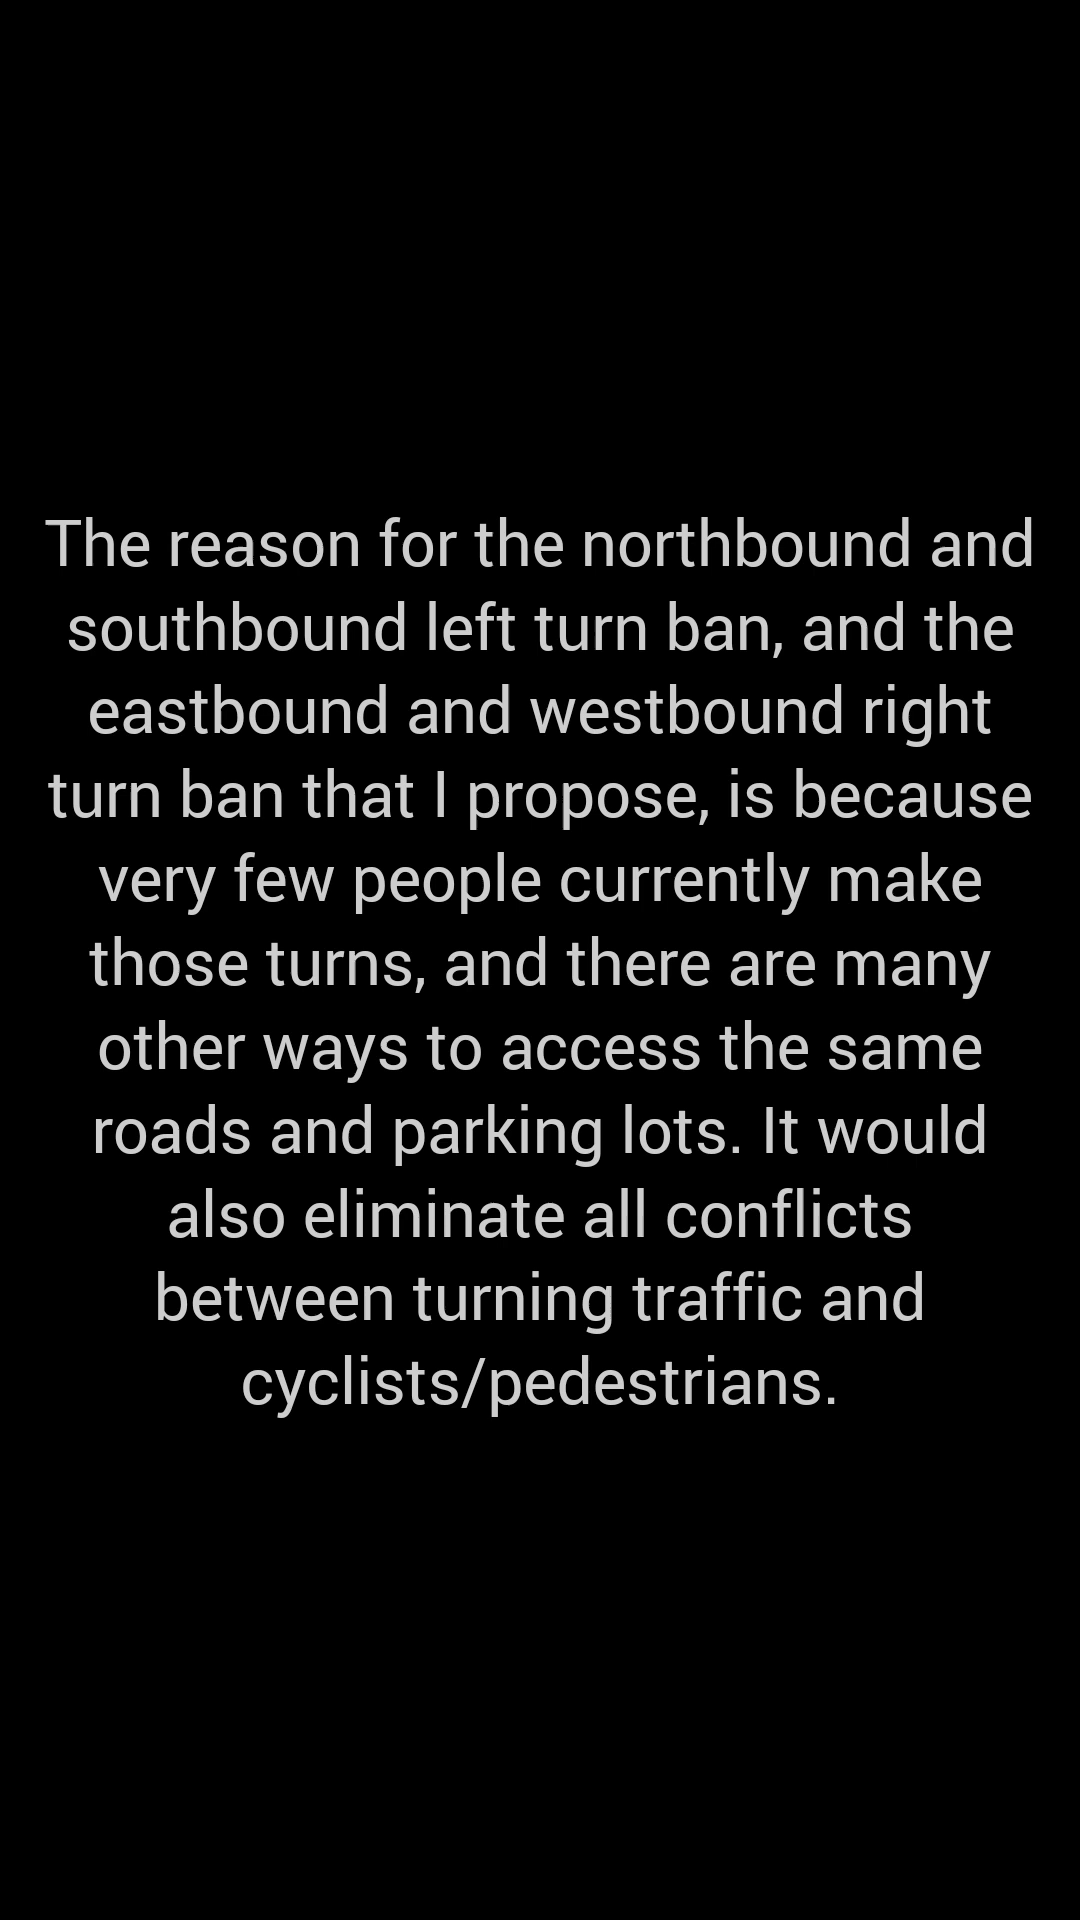 The reason for the northbound and
southbound left turn ban, and the
eastbound and westbound right
turn ban that I propose, is because
very few people currently make
those turns, and there are many
other ways to access the same
roads and parking lots. It would
also eliminate all conflicts
between turning traffic and
cyclists/pedestrians.